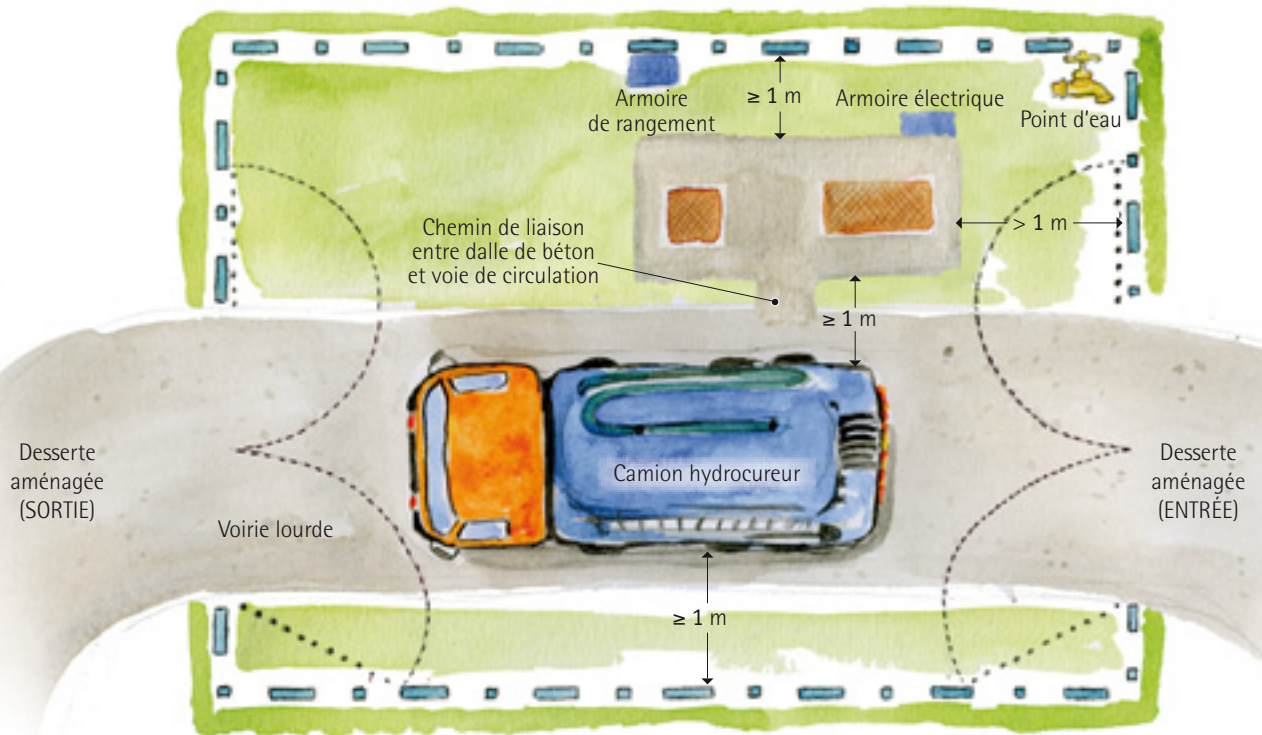 Armoire
de rangement
≥ 1 m
Armoire électrique
Point d'eau
Chemin de liaison
entre dalle de béton
et voie de circulation
> 1 m
≥ 1 m
Desserte
aménagée
(SORTIE)
Voirie lourde
Camion hydrocureur
Desserte
aménagée
(ENTRÉE)
≥ 1 m